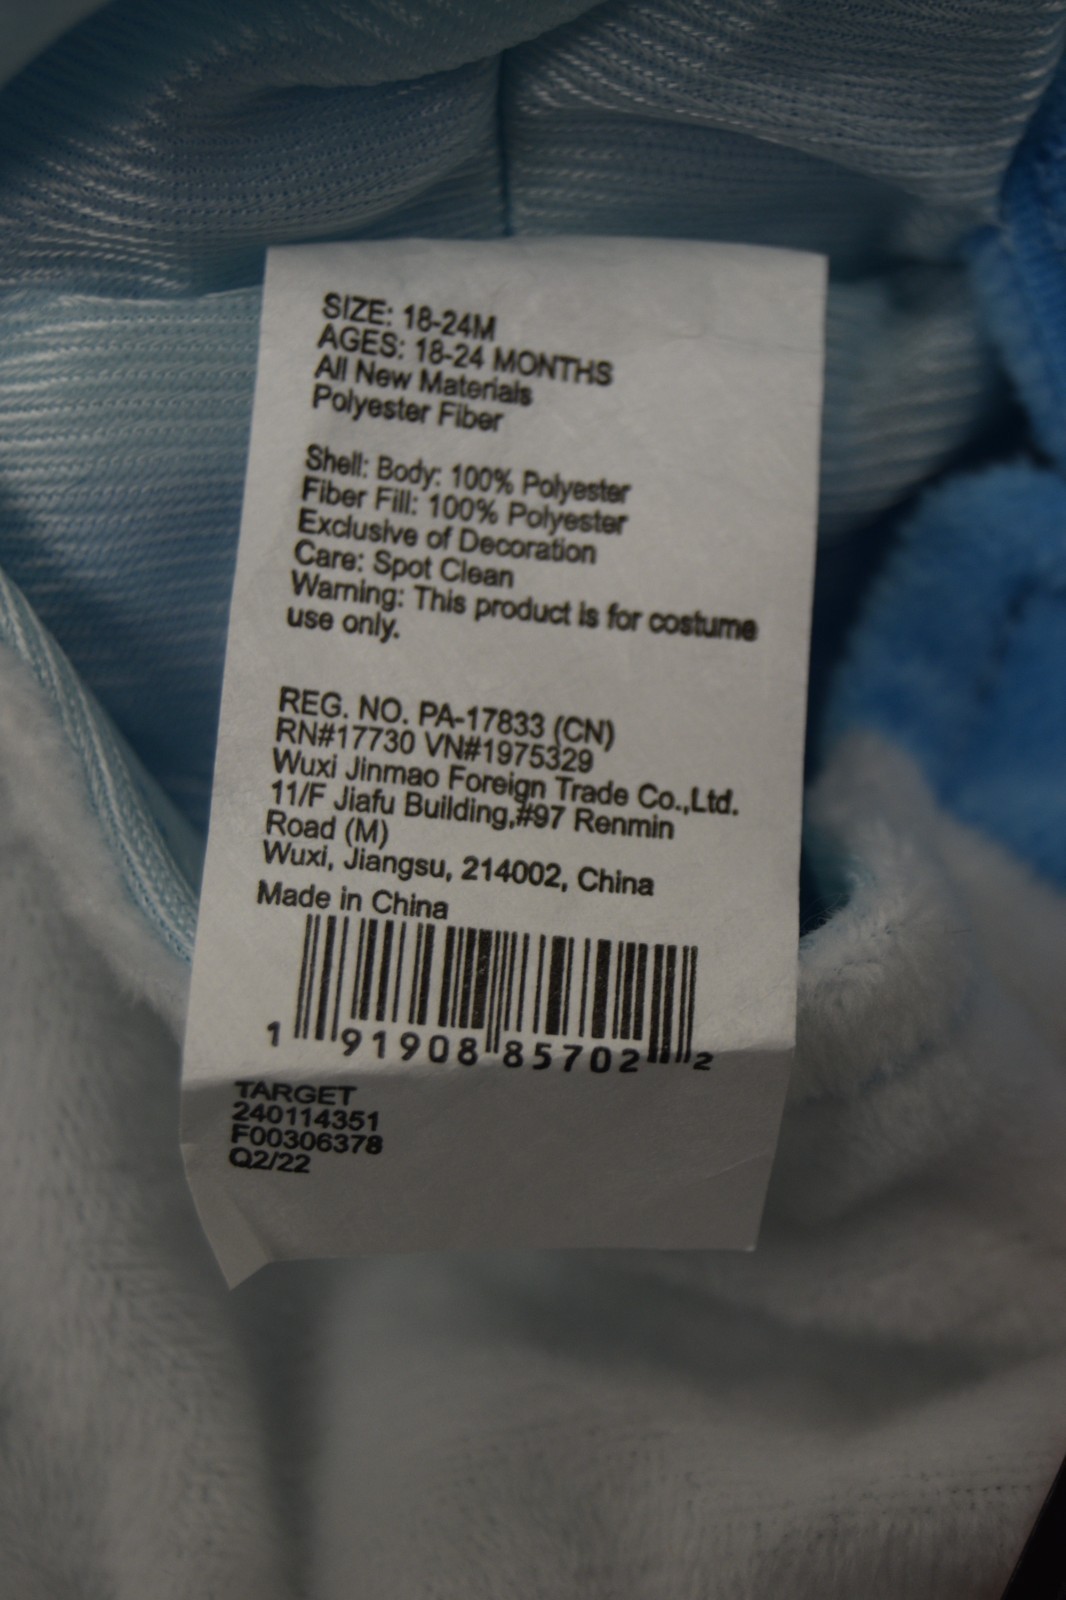 SIZE: 18-24M
AGES: 18-24 MONTHS
All New Materials
Polyester Fiber
Shell: Body: 100% Polyester
Fiber Fill: 100% Polyester
Exclusive of Decoration
Care: Spot Clean
Warning: This product is for costume
use only.
REG. NO. PA-17833 (CN)
RN#17730 VN#1975329
Wuxi Jinmao Foreign Trade Co.,Ltd.
11/F Jiafu Building,#97 Renmin
Road (M)
Wuxi, Jiangsu, 214002, China
Made in China
1 91908 85702 2
TARGET
240114351
F00306378
Q2/22